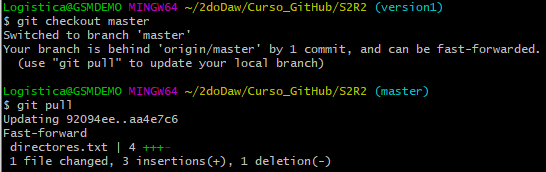 Logistica@GSMDEMO MINGW64 ~/2doDaw/Curso_GitHub/S2R2 (version1)
$ git checkout master
Switched to branch 'master'
Your branch is behind 'origin/master' by 1 commit, and can be fast-forwarded.
  (use "git pull" to update your local branch)

Logistica@GSMDEMO MINGW64 ~/2doDaw/Curso_GitHub/S2R2 (master)
$ git pull
Updating 92094ee..aa4e7c6
Fast-forward
 directores.txt | 4 +++-
 1 file changed, 3 insertions(+), 1 deletion(-)